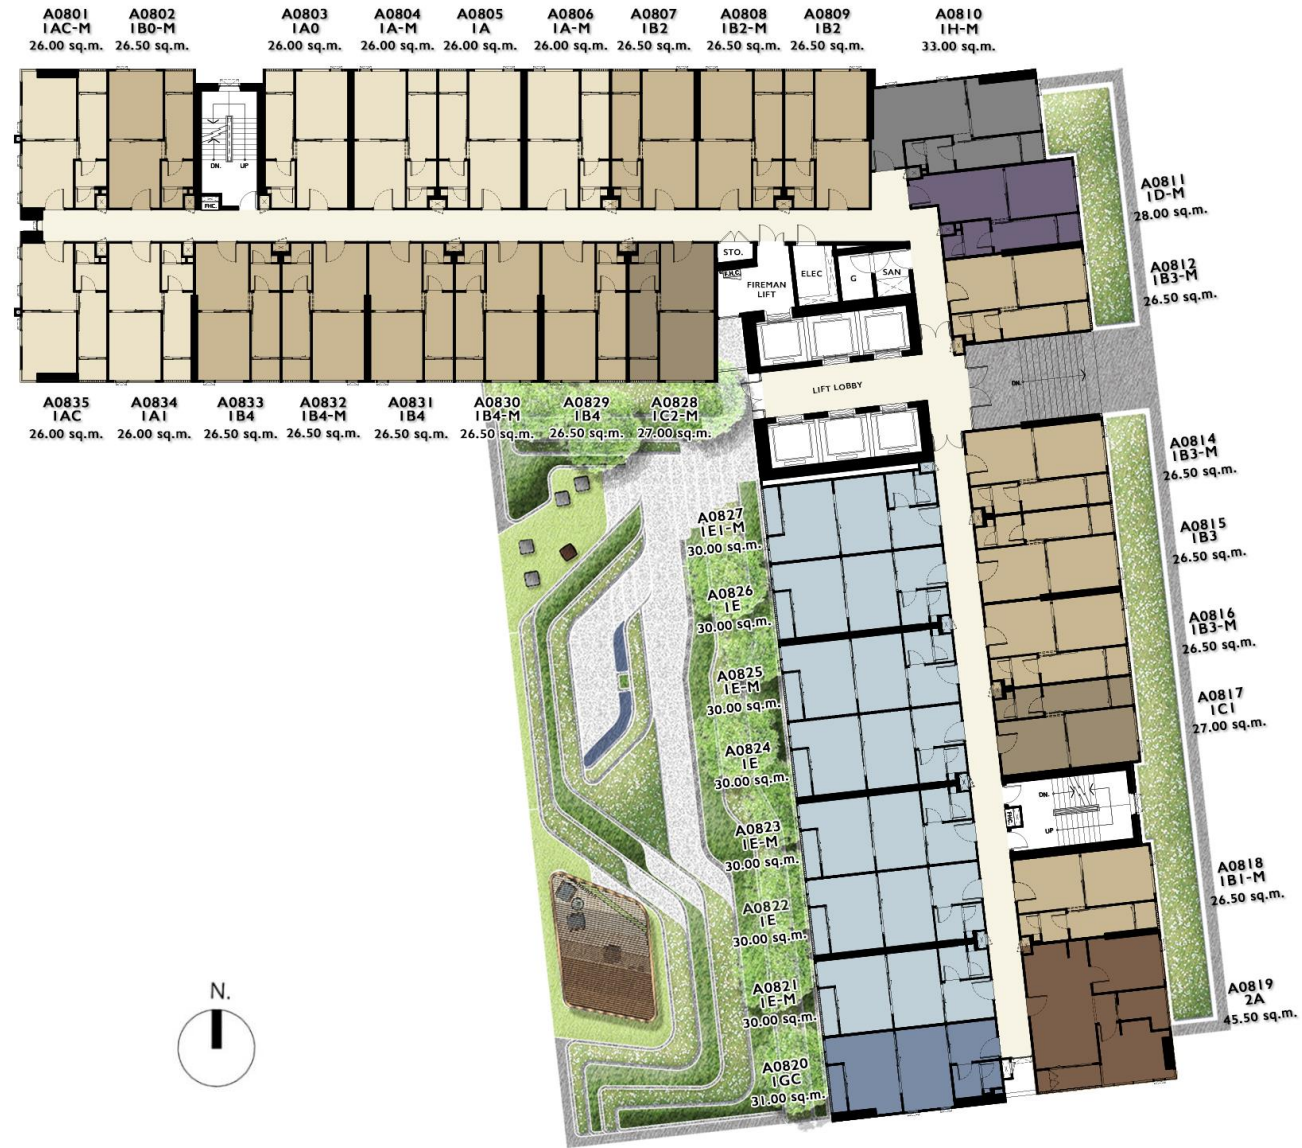 A0801
1AC-M
26.00 sq.m.
A0802
1B0-M
26.50 sq.m.
A0803
1A0
26.00 sq.m.
A0804
1A-M
26.00 sq.m.
A0805
1A
26.00 sq.m.
A0806
1A-M
26.00 sq.m.
A0807
1B2
26.50 sq.m.
A0808
1B2-M
26.50 sq.m.
A0809
1B2
26.50 sq.m.
A0810
1H-M
33.00 sq.m.
DN.
UP
FHC.
A0811
1D-M
28.00 sq.m.
A0812
1B3-M
26.50 sq.m.
STO.
F.H.C.
FIREMAN
LIFT
ELEC
G
SAN
LIFT LOBBY
DN.
A0835
1AC
26.00 sq.m.
A0834
1A1
26.00 sq.m.
A0833
1B4
26.50 sq.m.
A0832
1B4-M
26.50 sq.m.
A0831
1B4
26.50 sq.m.
A0830
1B4-M
26.50 sq.m.
A0829
1B4
26.50 sq.m.
A0828
1C2-M
27.00 sq.m.
A0814
1B3-M
26.50 sq.m.
A0815
1B3
26.50 sq.m.
A0816
1B3-M
26.50 sq.m.
A0817
1C1
27.00 sq.m.
A0827
1E1-M
30.00 sq.m.
A0826
1E
30.00 sq.m.
A0825
1E-M
30.00 sq.m.
A0824
1E
30.00 sq.m.
A0823
1E-M
30.00 sq.m.
A0822
1E
30.00 sq.m.
A0821
1E-M
30.00 sq.m.
A0820
1GC
31.00 sq.m.
DN.
FHC.
UP
A0818
1B1-M
26.50 sq.m.
A0819
2A
45.50 sq.m.
N.